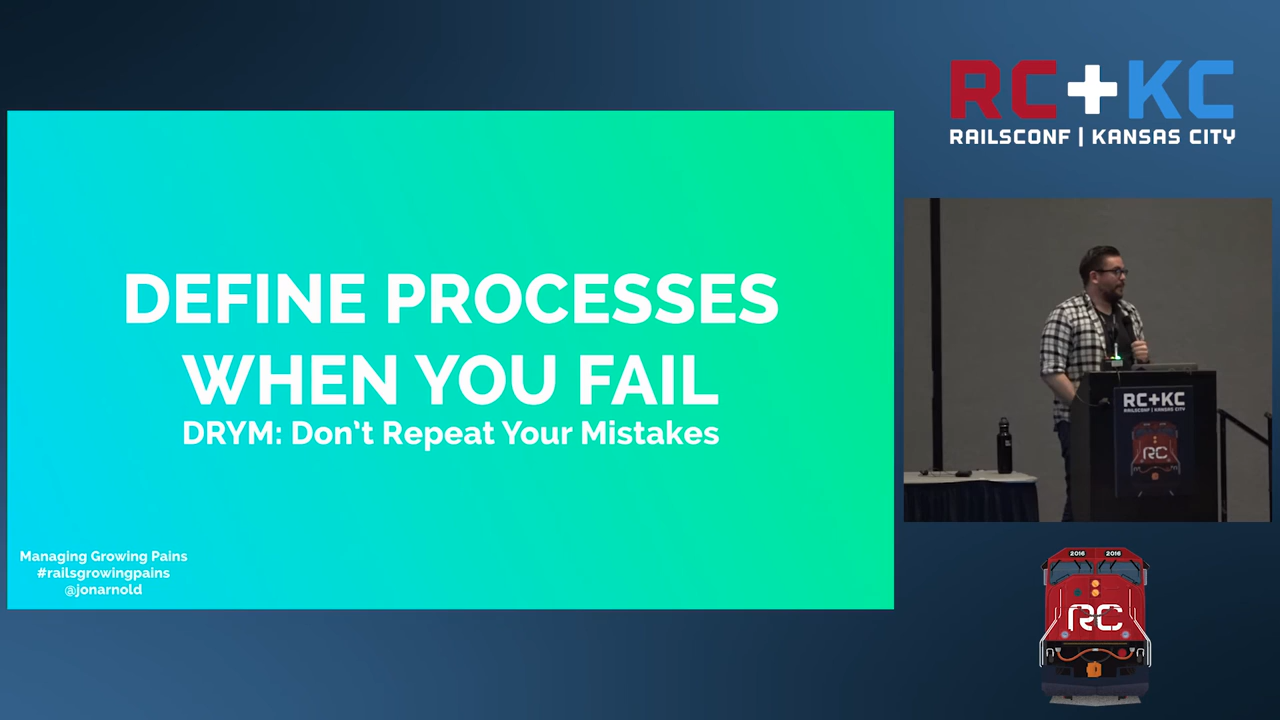 DEFINE PROCESSES
WHEN YOU FAIL
DRYM: Don't Repeat Your Mistakes
Managing Growing Pains
#railsgrowingpains
@jonarnold
RC+KC
RAILSCONF | KANSAS CITY
RC+KC
RAILSCONF | KANSAS CITY
RC
2016 2016
RC